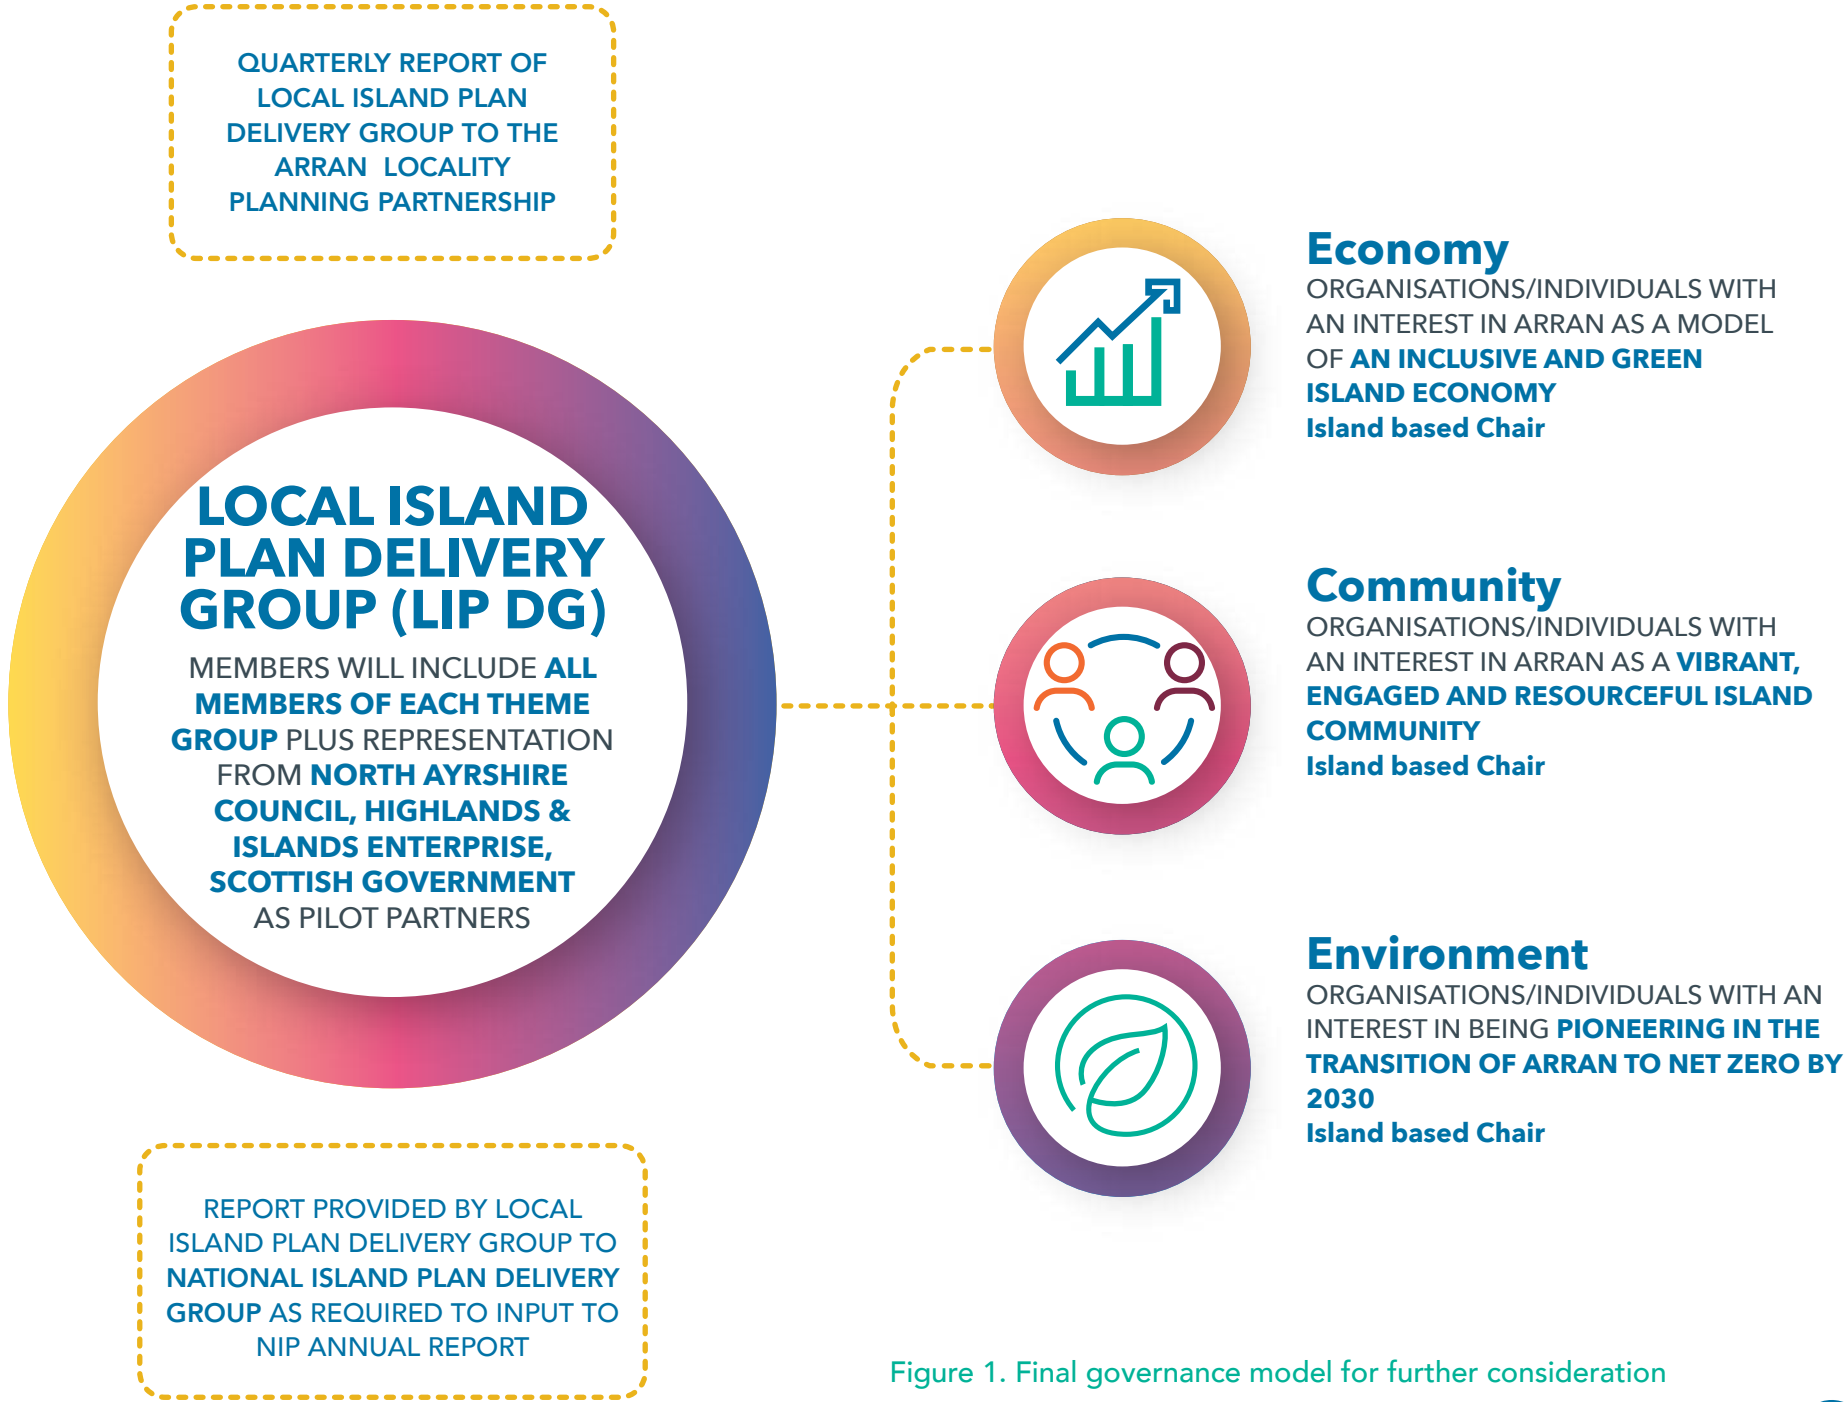 QUARTERLY REPORT OF
LOCAL ISLAND PLAN
DELIVERY GROUP TO THE
ARRAN LOCALITY
PLANNING PARTNERSHIP
LOCAL ISLAND
PLAN DELIVERY
GROUP (LIP DG)
MEMBERS WILL INCLUDE ALL
MEMBERS OF EACH THEME
GROUP PLUS REPRESENTATION
FROM NORTH AYRSHIRE
COUNCIL, HIGHLANDS &
ISLANDS ENTERPRISE,
SCOTTISH GOVERNMENT
AS PILOT PARTNERS
REPORT PROVIDED BY LOCAL
ISLAND PLAN DELIVERY GROUP TO
NATIONAL ISLAND PLAN DELIVERY
GROUP AS REQUIRED TO INPUT TO
NIP ANNUAL REPORT
Economy
ORGANISATIONS/INDIVIDUALS WITH
AN INTEREST IN ARRAN AS A MODEL
OF AN INCLUSIVE AND GREEN
ISLAND ECONOMY
Island based Chair
Community
ORGANISATIONS/INDIVIDUALS WITH
AN INTEREST IN ARRAN AS A VIBRANT,
ENGAGED AND RESOURCEFUL ISLAND
COMMUNITY
Island based Chair
Environment
ORGANISATIONS/INDIVIDUALS WITH AN
INTEREST IN BEING PIONEERING IN THE
TRANSITION OF ARRAN TO NET ZERO BY
2030
Island based Chair
Figure 1. Final governance model for further consideration